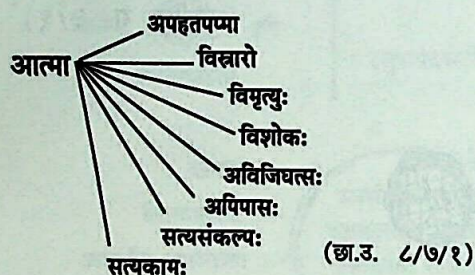 अपहतपप्मा
आत्मा
विस्रारो
विमृत्युः
विशोकः
अविजिघत्सः
अपिपासः
सत्यसंकल्पः
(छा.उ. ८/७/१)
सत्यकामः